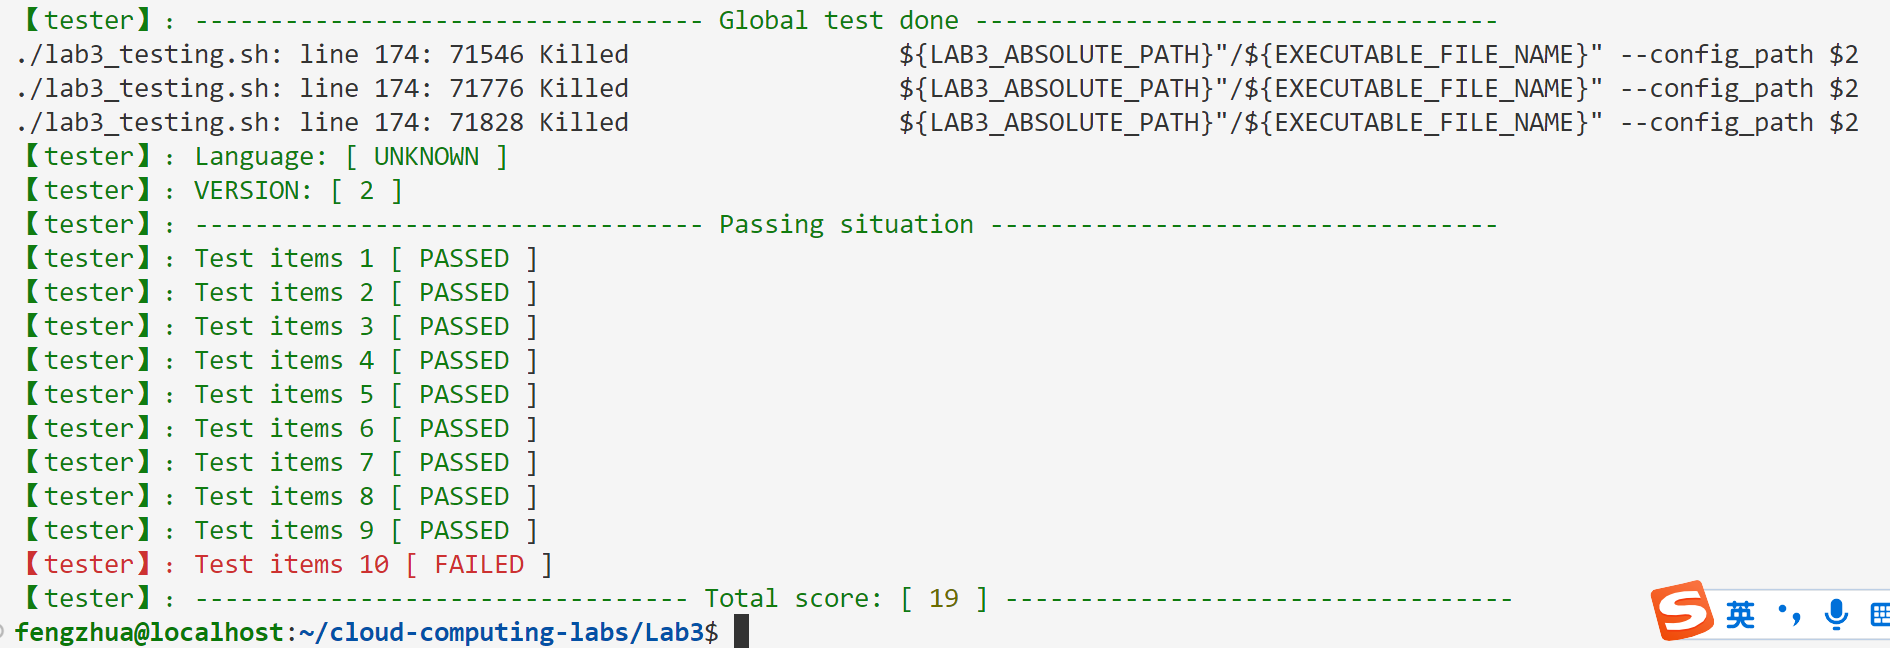 【tester】: ---------------------------------- Global test done -----------------------------------
./lab3_testing.sh: line 174: 71546 Killed                  ${LAB3_ABSOLUTE_PATH}"/${EXECUTABLE_FILE_NAME}" --config_path $2
./lab3_testing.sh: line 174: 71776 Killed                  ${LAB3_ABSOLUTE_PATH}"/${EXECUTABLE_FILE_NAME}" --config_path $2
./lab3_testing.sh: line 174: 71828 Killed                  ${LAB3_ABSOLUTE_PATH}"/${EXECUTABLE_FILE_NAME}" --config_path $2
【tester】: Language: [ UNKNOWN ]
【tester】: VERSION: [ 2 ]
【tester】: ---------------------------------- Passing situation ----------------------------------
【tester】: Test items 1 [ PASSED ]
【tester】: Test items 2 [ PASSED ]
【tester】: Test items 3 [ PASSED ]
【tester】: Test items 4 [ PASSED ]
【tester】: Test items 5 [ PASSED ]
【tester】: Test items 6 [ PASSED ]
【tester】: Test items 7 [ PASSED ]
【tester】: Test items 8 [ PASSED ]
【tester】: Test items 9 [ PASSED ]
【tester】: Test items 10 [ FAILED ]
【tester】: --------------------------------- Total score: [ 19 ] ----------------------------------
fengzhua@localhost:~/cloud-computing-labs/Lab3$
S 英